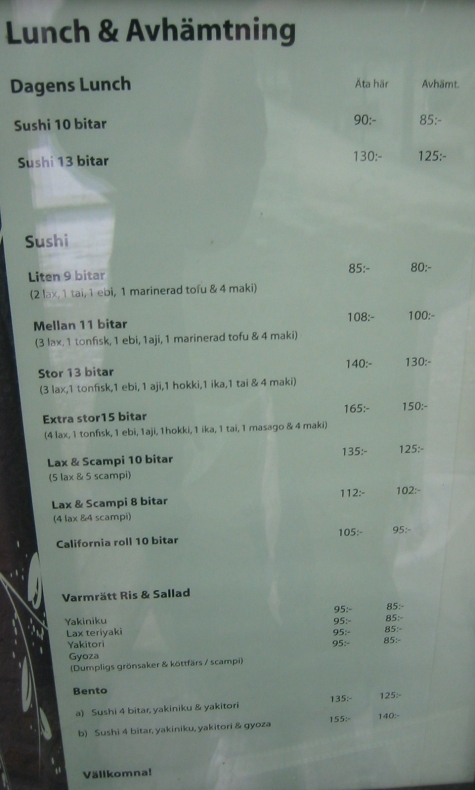 Lunch & Avhämtning
Dagens Lunch Äta här Avhämt.
Sushi 10 bitar 90:- 85:-
Sushi 13 bitar 130:- 125:-
Sushi
Liten 9 bitar 85:- 80:-
(2 lax, 1 tai, 1 ebi, 1 marinerad tofu & 4 maki)
Mellan 11 bitar 108:- 100:-
(3 lax, 1 tonfisk, 1 ebi, 1aji, 1 marinerad tofu & 4 maki)
Stor 13 bitar 140:- 130:-
(3 lax,1 tonfisk,1 ebi, 1 aji,1 hokki,1 ika,1 tai & 4 maki)
Extra stor15 bitar 165:- 150:-
(4 lax, 1 tonfisk, 1 ebi, 1aji, 1hokki, 1 ika, 1 tai, 1 masago & 4 maki)
Lax & Scampi 10 bitar 135:- 125:-
(5 lax & 5 scampi)
Lax & Scampi 8 bitar 112:- 102:-
(4 lax &4 scampi)
California roll 10 bitar 105:- 95:-
Varmrätt Ris & Sallad
Yakiniku 95:- 85:-
Lax teriyaki 95:- 85:-
Yakitori 95:- 85:-
Gyoza 95:- 85:-
(Dumpligs grönsaker & köttfärs / scampi)
Bento
a) Sushi 4 bitar, yakiniku & yakitori 135:- 125:-
b) Sushi 4 bitar, yakiniku, yakitori & gyoza 155:- 140:-
Välkomna!